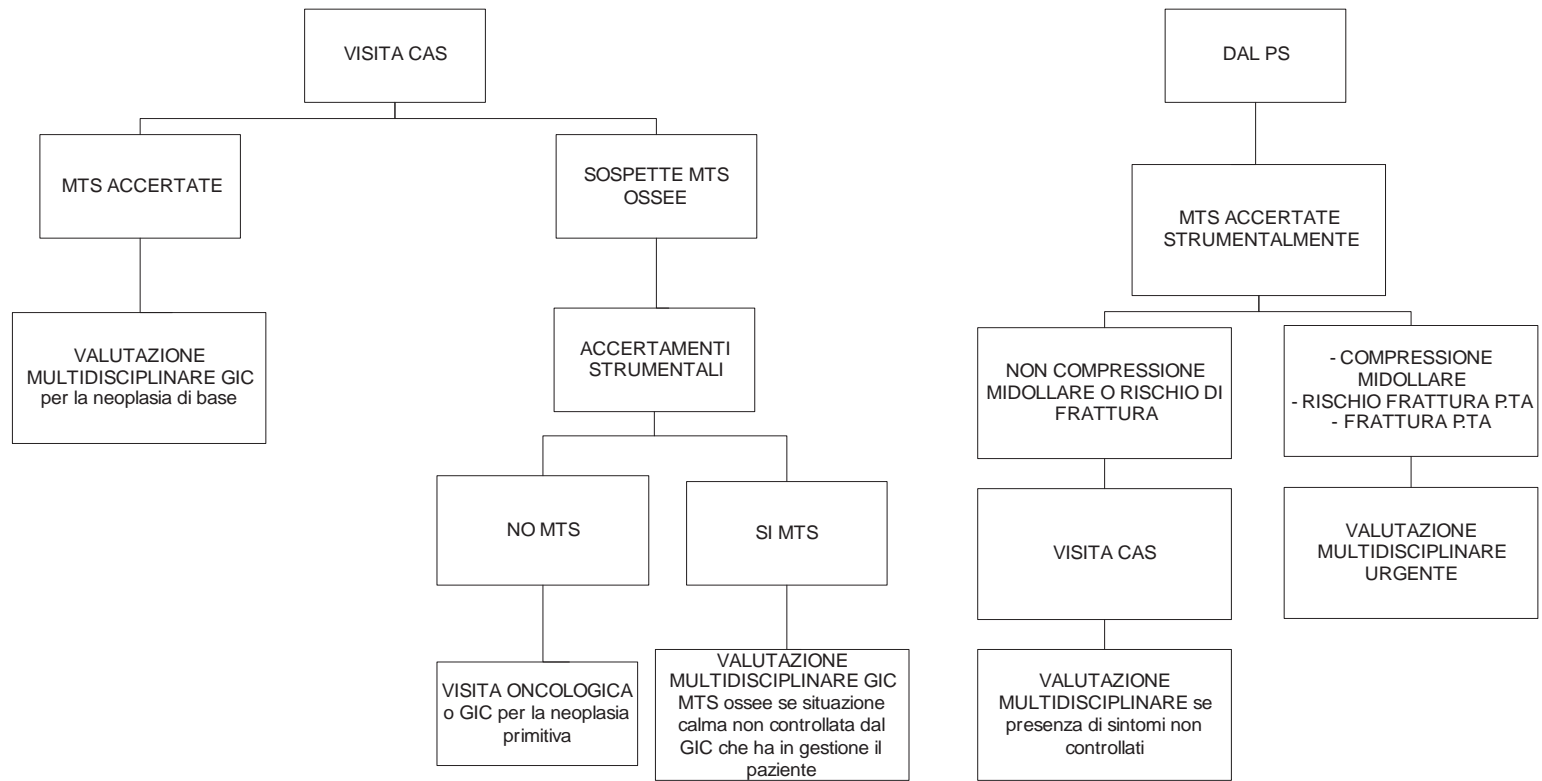 VISITA CAS
MTS ACCERTATE
SOSPETTE MTS
OSSEE
VALUTAZIONE
MULTIDISCIPLINARE GIC
per la neoplasia di base
ACCERTAMENTI
STRUMENTALI
NO MTS
SI MTS
VISITA ONCOLOGICA
o GIC per la neoplasia
primitiva
VALUTAZIONE
MULTIDISCIPLINARE GIC
MTS ossee se situazione
calma non controllata dal
GIC che ha in gestione il
paziente
DAL PS
MTS ACCERTATE
STRUMENTALMENTE
NON COMPRESSIONE
MIDOLLARE O RISCHIO DI
FRATTURA
- COMPRESSIONE
MIDOLLARE
- RISCHIO FRATTURA P.TA
- FRATTURA P.TA
VISITA CAS
VALUTAZIONE
MULTIDISCIPLINARE
URGENTE
VALUTAZIONE
MULTIDISCIPLINARE se
presenza di sintomi non
controllati